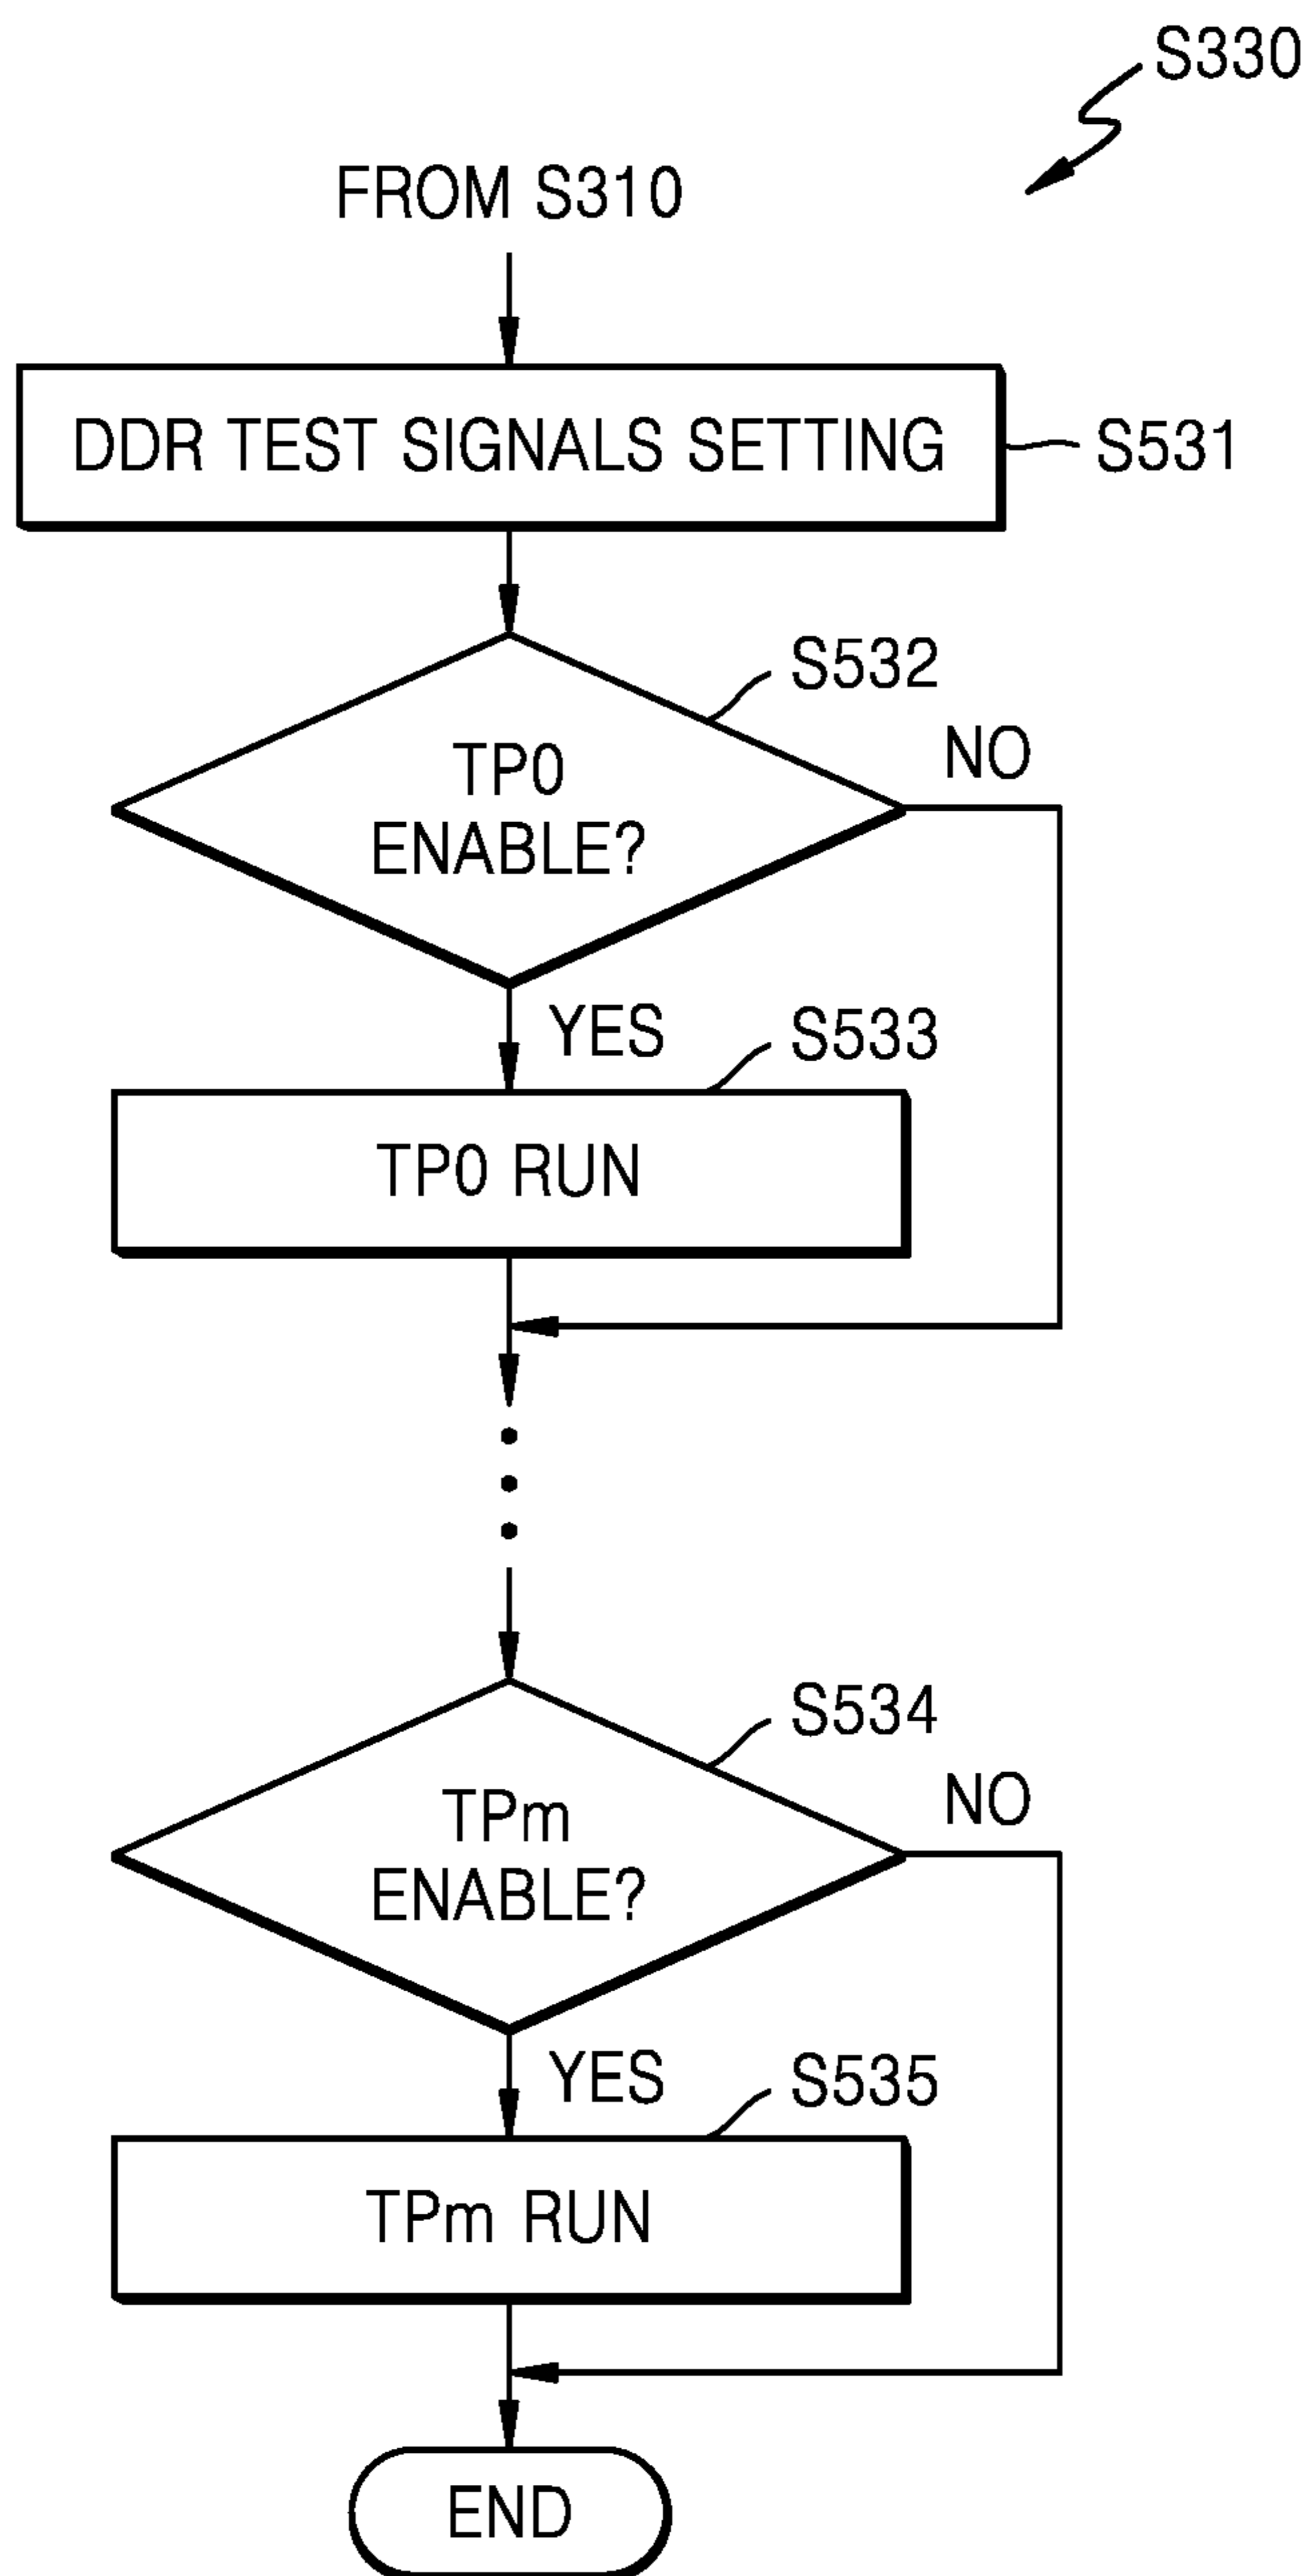 S330
FROM S310
DDR TEST SIGNALS SETTING
S531
S532
TP0
ENABLE?
NO
YES
S533
TP0 RUN
S534
TPm
ENABLE?
NO
YES
S535
TPm RUN
END